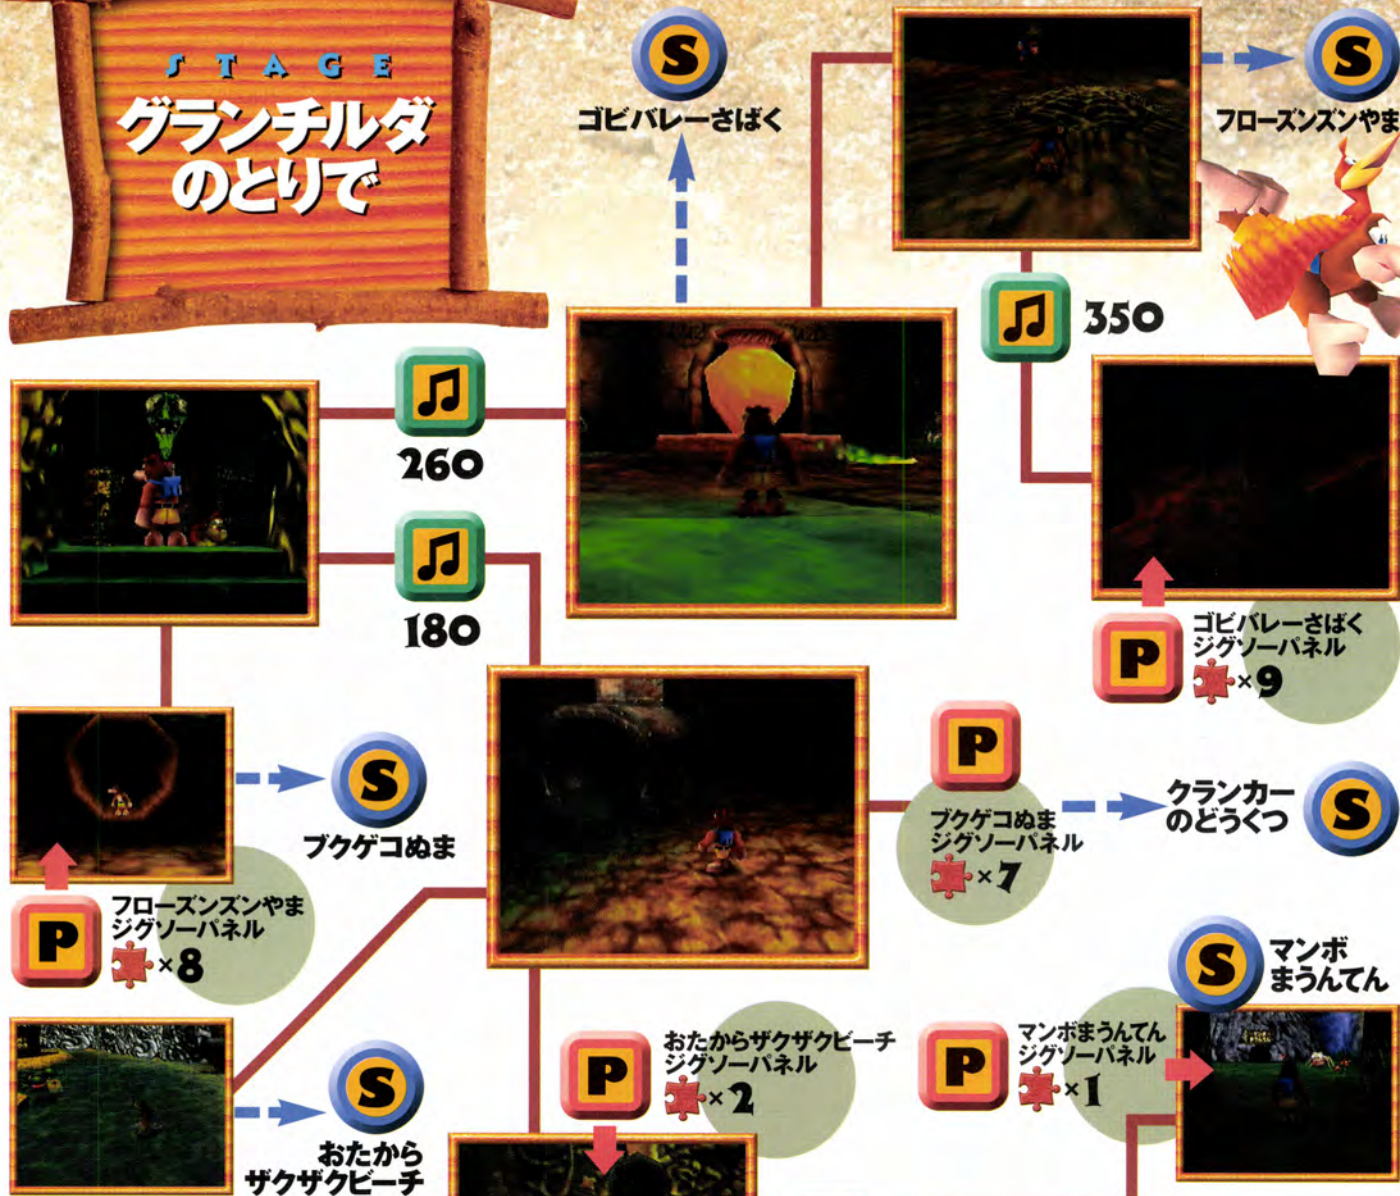 STAGE
グランチルダ
のとりで
S
ゴビバレーさばく
S
フローズンズンやま
350
260
180
P
ゴビバレーさばく
ジグソーパネル
×9
S
ブクゲコぬま
P
ブクゲコぬま
ジグソーパネル
×7
クランカー
のどうくつ
S
P
フローズンズンやま
ジグソーパネル
×8
S
マンボ
まうんてん
P
おたからザクザクビーチ
ジグソーパネル
×2
P
マンボまうんてん
ジグソーパネル
×1
S
おたから
ザクザクビーチ